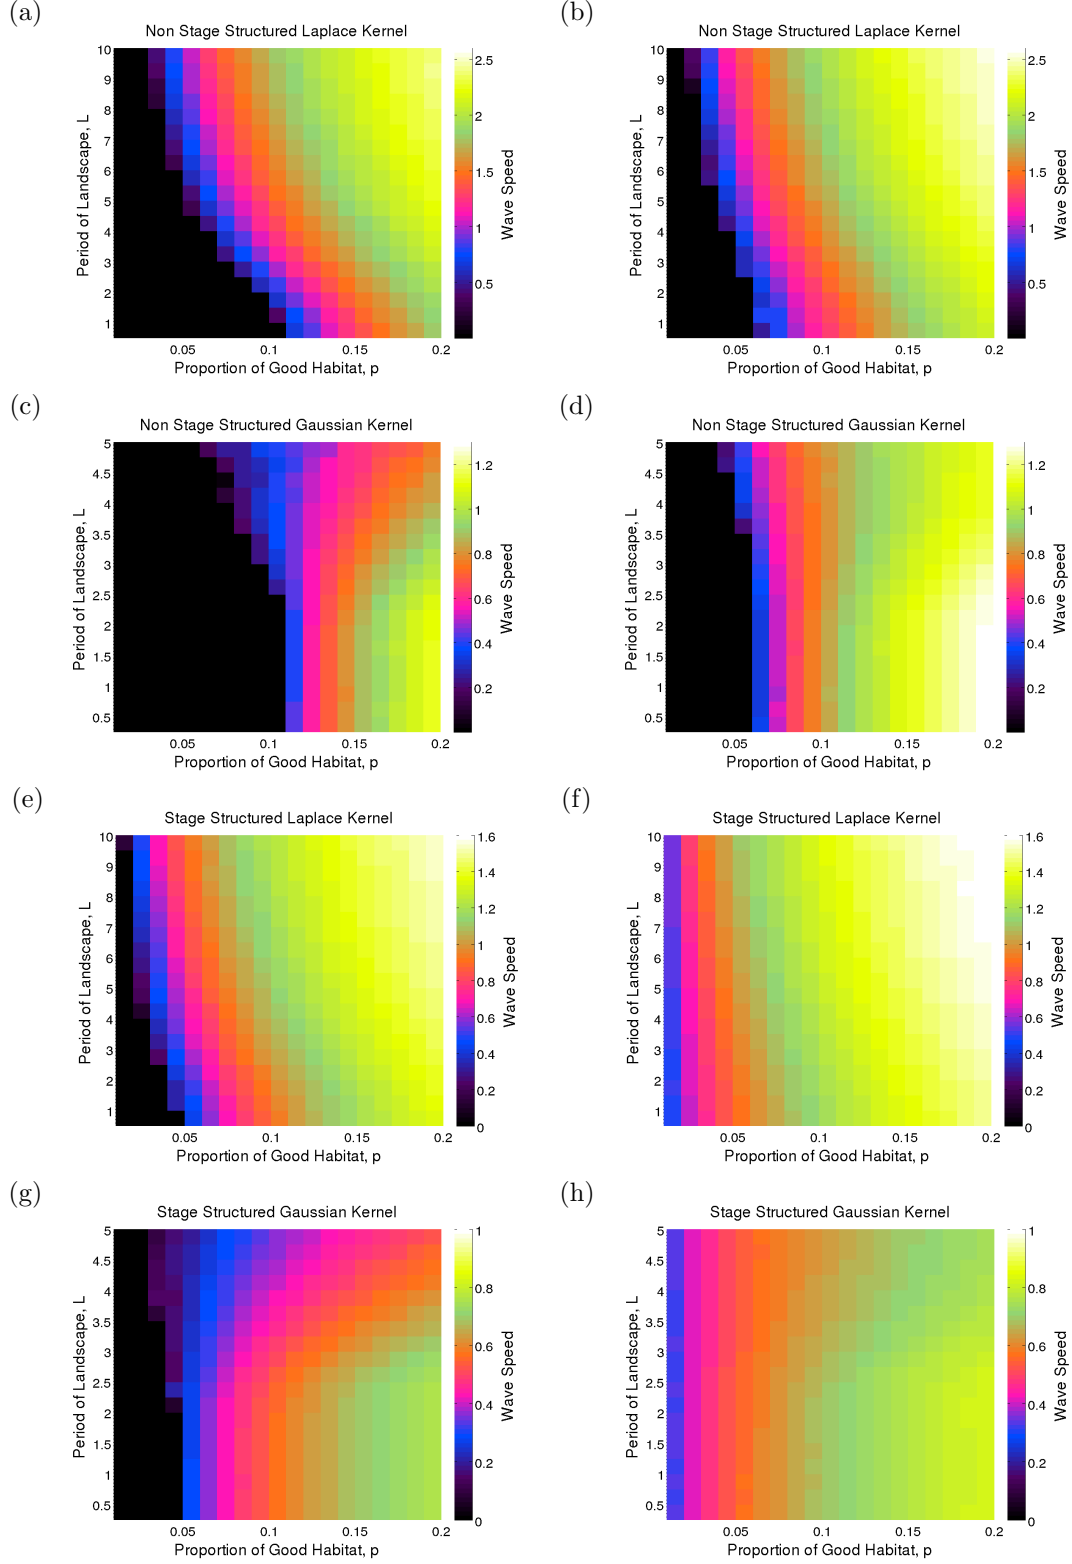 (a)
Non Stage Structured Laplace Kernel
Period of Landscape, L
10
9
8
7
6
5
4
3
2
1
0.05 0.1 0.15 0.2
Proportion of Good Habitat, p
2.5
2
1.5
1
0.5
Wave Speed
(b)
Non Stage Structured Laplace Kernel
Period of Landscape, L
10
9
8
7
6
5
4
3
2
1
0.05 0.1 0.15 0.2
Proportion of Good Habitat, p
2.5
2
1.5
1
0.5
Wave Speed
(c)
Non Stage Structured Gaussian Kernel
Period of Landscape, L
5
4.5
4
3.5
3
2.5
2
1.5
1
0.5
0.05 0.1 0.15 0.2
Proportion of Good Habitat, p
1.2
1
0.8
0.6
0.4
0.2
Wave Speed
(d)
Non Stage Structured Gaussian Kernel
Period of Landscape, L
5
4.5
4
3.5
3
2.5
2
1.5
1
0.5
0.05 0.1 0.15 0.2
Proportion of Good Habitat, p
1.2
1
0.8
0.6
0.4
0.2
Wave Speed
(e)
Stage Structured Laplace Kernel
Period of Landscape, L
10
9
8
7
6
5
4
3
2
1
0.05 0.1 0.15 0.2
Proportion of Good Habitat, p
1.6
1.4
1.2
1
0.8
0.6
0.4
0.2
0
Wave Speed
(f)
Stage Structured Laplace Kernel
Period of Landscape, L
10
9
8
7
6
5
4
3
2
1
0.05 0.1 0.15 0.2
Proportion of Good Habitat, p
1.6
1.4
1.2
1
0.8
0.6
0.4
0.2
0
Wave Speed
(g)
Stage Structured Gaussian Kernel
Period of Landscape, L
5
4.5
4
3.5
3
2.5
2
1.5
1
0.5
0.05 0.1 0.15 0.2
Proportion of Good Habitat, p
1
0.8
0.6
0.4
0.2
0
Wave Speed
(h)
Stage Structured Gaussian Kernel
Period of Landscape, L
5
4.5
4
3.5
3
2.5
2
1.5
1
0.5
0.05 0.1 0.15 0.2
Proportion of Good Habitat, p
1
0.8
0.6
0.4
0.2
0
Wave Speed